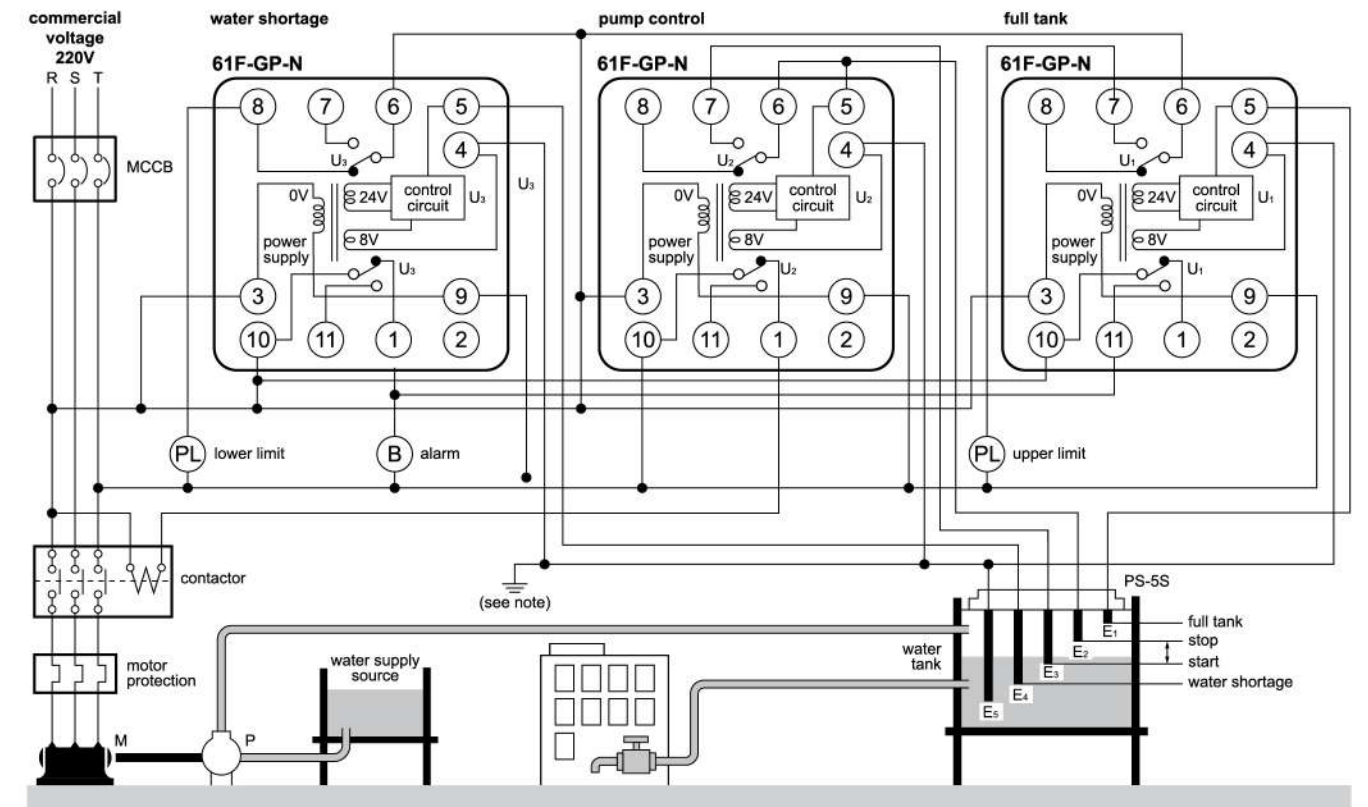 commercial
voltage
220V
R S T
MCCB
water shortage
61F-GP-N
8 7 6 5
4
U₃
U₃
0V
24V
control
circuit
U₃
power
supply
8V
U₃
3 9
10 11 1 2
pump control
61F-GP-N
8 7 6 5
4
U₂
0V
24V
control
circuit
U₂
power
supply
8V
U₂
3 9
10 11 1 2
full tank
61F-GP-N
8 7 6 5
4
U₁
0V
24V
control
circuit
U₁
power
supply
8V
U₁
3 9
10 11 1 2
PL lower limit
B alarm
PL upper limit
contactor
(see note)
PS-5S
motor
protection
M
P
water supply
source
water
tank
E₁
E₂
E₃
E₄
E₅
full tank
stop
start
water shortage